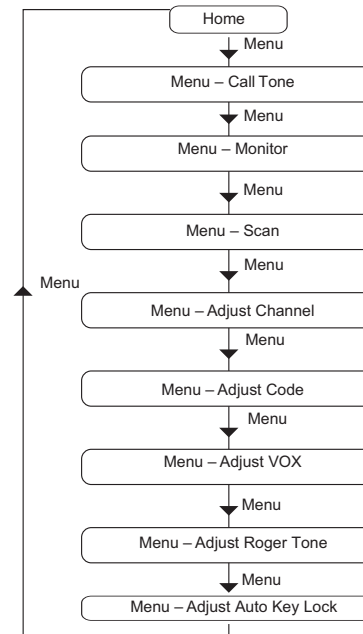 Home
Menu
Menu – Call Tone
Menu
Menu – Monitor
Menu
Menu – Scan
Menu
Menu
Menu – Adjust Channel
Menu
Menu – Adjust Code
Menu
Menu – Adjust VOX
Menu
Menu – Adjust Roger Tone
Menu
Menu – Adjust Auto Key Lock